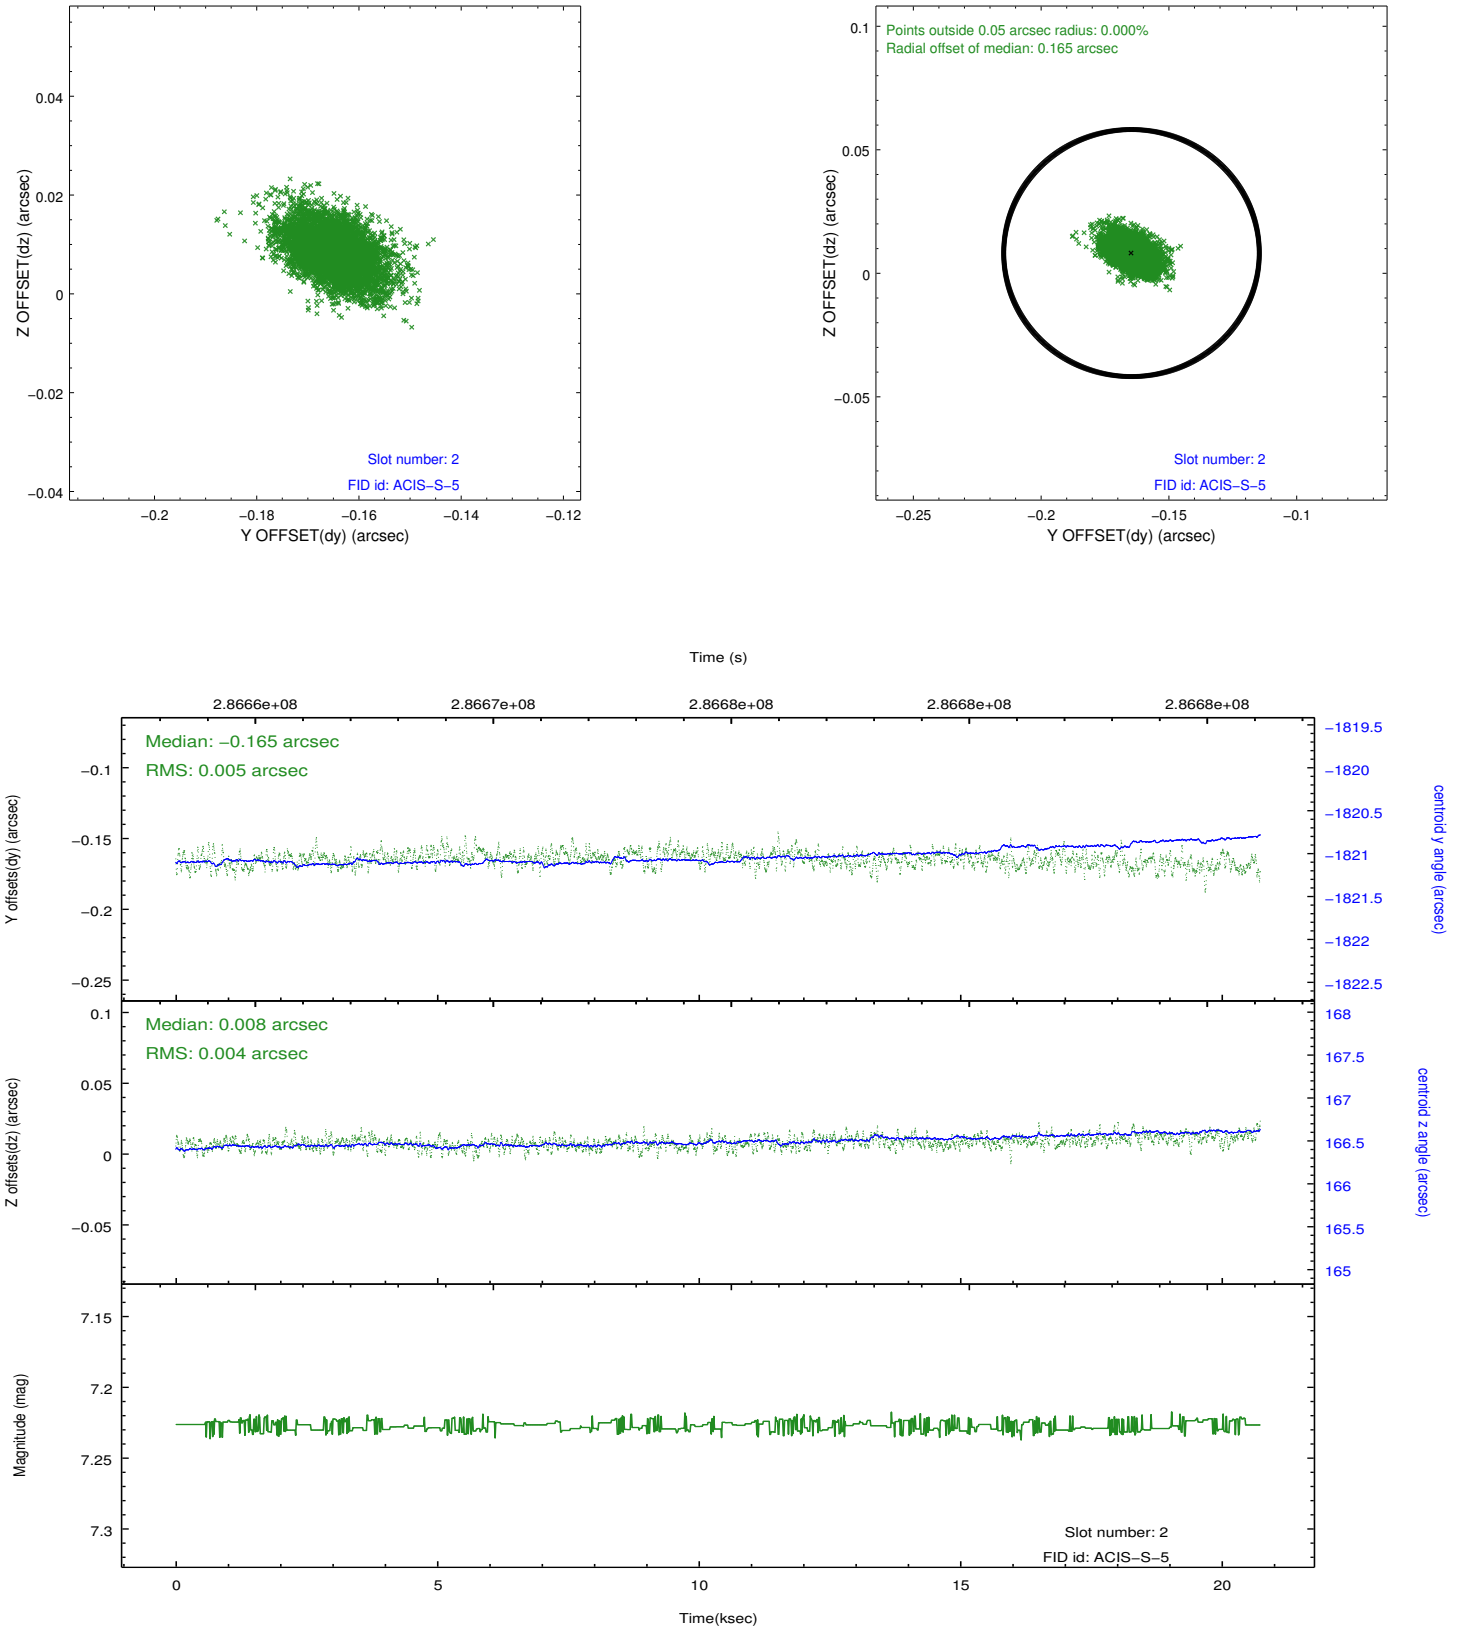 Z OFFSET(dz) (arcsec)
0.04
0.02
0
−0.02
−0.04
Slot number: 2
FID id: ACIS−S−5
−0.2
−0.18
−0.16
−0.14
−0.12
Y OFFSET(dy) (arcsec)
Z OFFSET(dz) (arcsec)
0.1
0.05
0
−0.05
Points outside 0.05 arcsec radius: 0.000%
Radial offset of median: 0.165 arcsec
Slot number: 2
FID id: ACIS−S−5
−0.25
−0.2
−0.15
−0.1
Y OFFSET(dy) (arcsec)
Time (s)
2.8666e+08
2.8667e+08
2.8668e+08
2.8668e+08
2.8668e+08
Y offsets(dy) (arcsec)
−0.1
−0.15
−0.2
−0.25
Median: −0.165 arcsec
RMS: 0.005 arcsec
−1819.5
−1820
−1820.5
−1821
−1821.5
−1822
−1822.5
centroid y angle (arcsec)
Z offsets(dz) (arcsec)
0.1
0.05
0
−0.05
Median: 0.008 arcsec
RMS: 0.004 arcsec
168
167.5
167
166.5
166
165.5
165
centroid z angle (arcsec)
Magnitude (mag)
7.15
7.2
7.25
7.3
Slot number: 2
FID id: ACIS−S−5
0
5
10
15
20
Time(ksec)